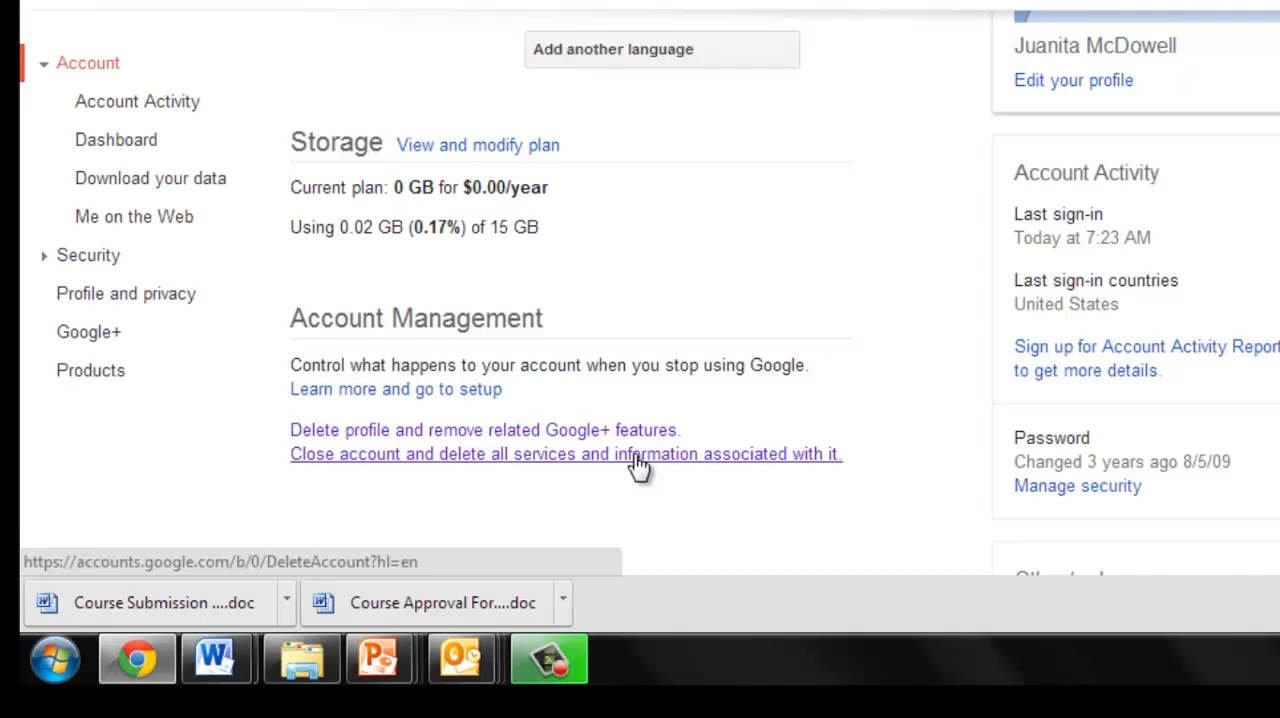 Account
Account Activity
Dashboard
Download your data
Me on the Web
Security
Profile and privacy
Google+
Products
Add another language
Storage View and modify plan
Current plan: 0 GB for $0.00/year
Using 0.02 GB (0.17%) of 15 GB
Account Management
Control what happens to your account when you stop using Google.
Learn more and go to setup
Delete profile and remove related Google+ features.
Close account and delete all services and information associated with it.
Juanita McDowell
Edit your profile
Account Activity
Last sign-in
Today at 7:23 AM
Last sign-in countries
United States
Sign up for Account Activity Report
to get more details.
Password
Changed 3 years ago 8/5/09
Manage security
https://accounts.google.com/b/0/DeleteAccount?hl=en
Course Submission ....doc
Course Approval For....doc